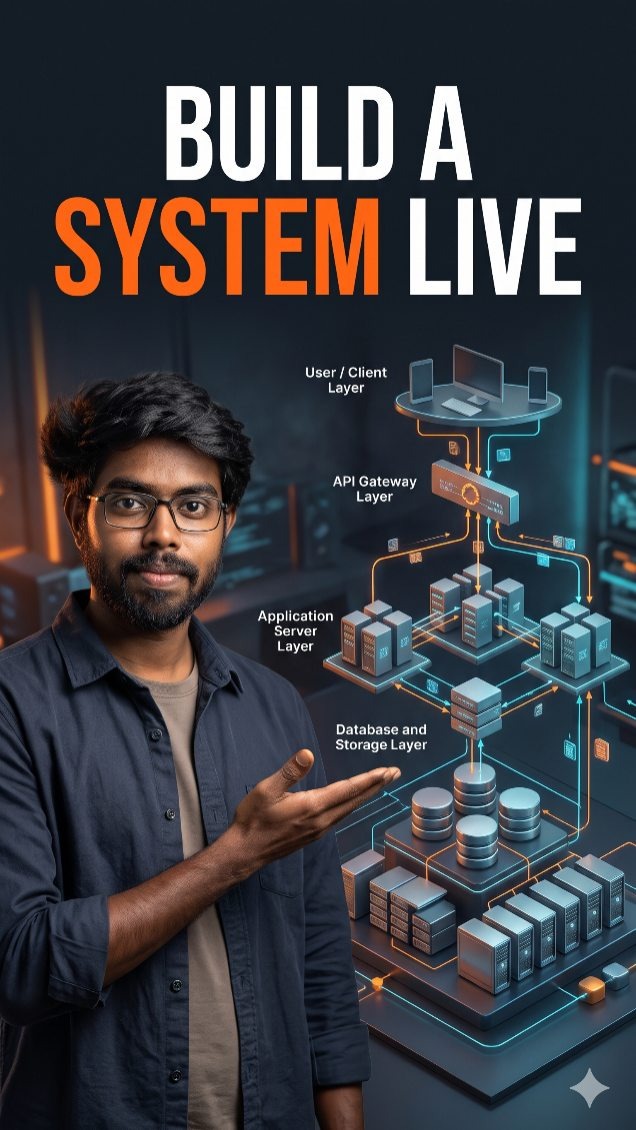 BUILD A
SYSTEM LIVE
User / Client
Layer
API Gateway
Layer
Application
Server
Layer
Database and
Storage Layer